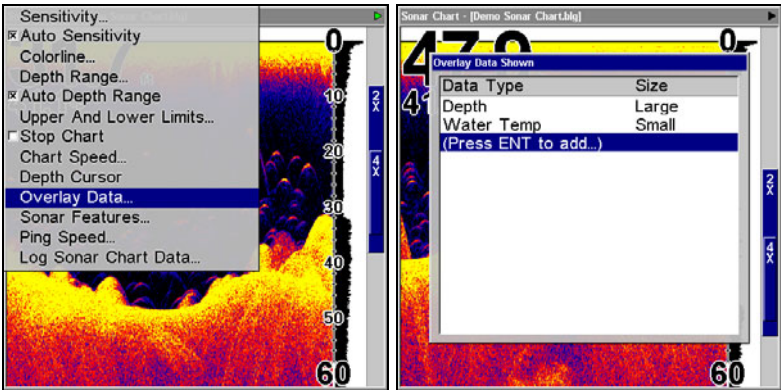 Sensitivity...
Auto Sensitivity
Colorline...
Depth Range...
Auto Depth Range
Upper And Lower Limits...
Stop Chart
Chart Speed...
Depth Cursor
Overlay Data...
Sonar Features...
Ping Speed...
Log Sonar Chart Data...
0
10
20
30
40
50
60
2X
4X
Sonar Chart - [Demo Sonar Chart.blg]
0
Overlay Data Shown
Data Type Size
Depth Large
Water Temp Small
(Press ENT to add...)
60
2X
4X